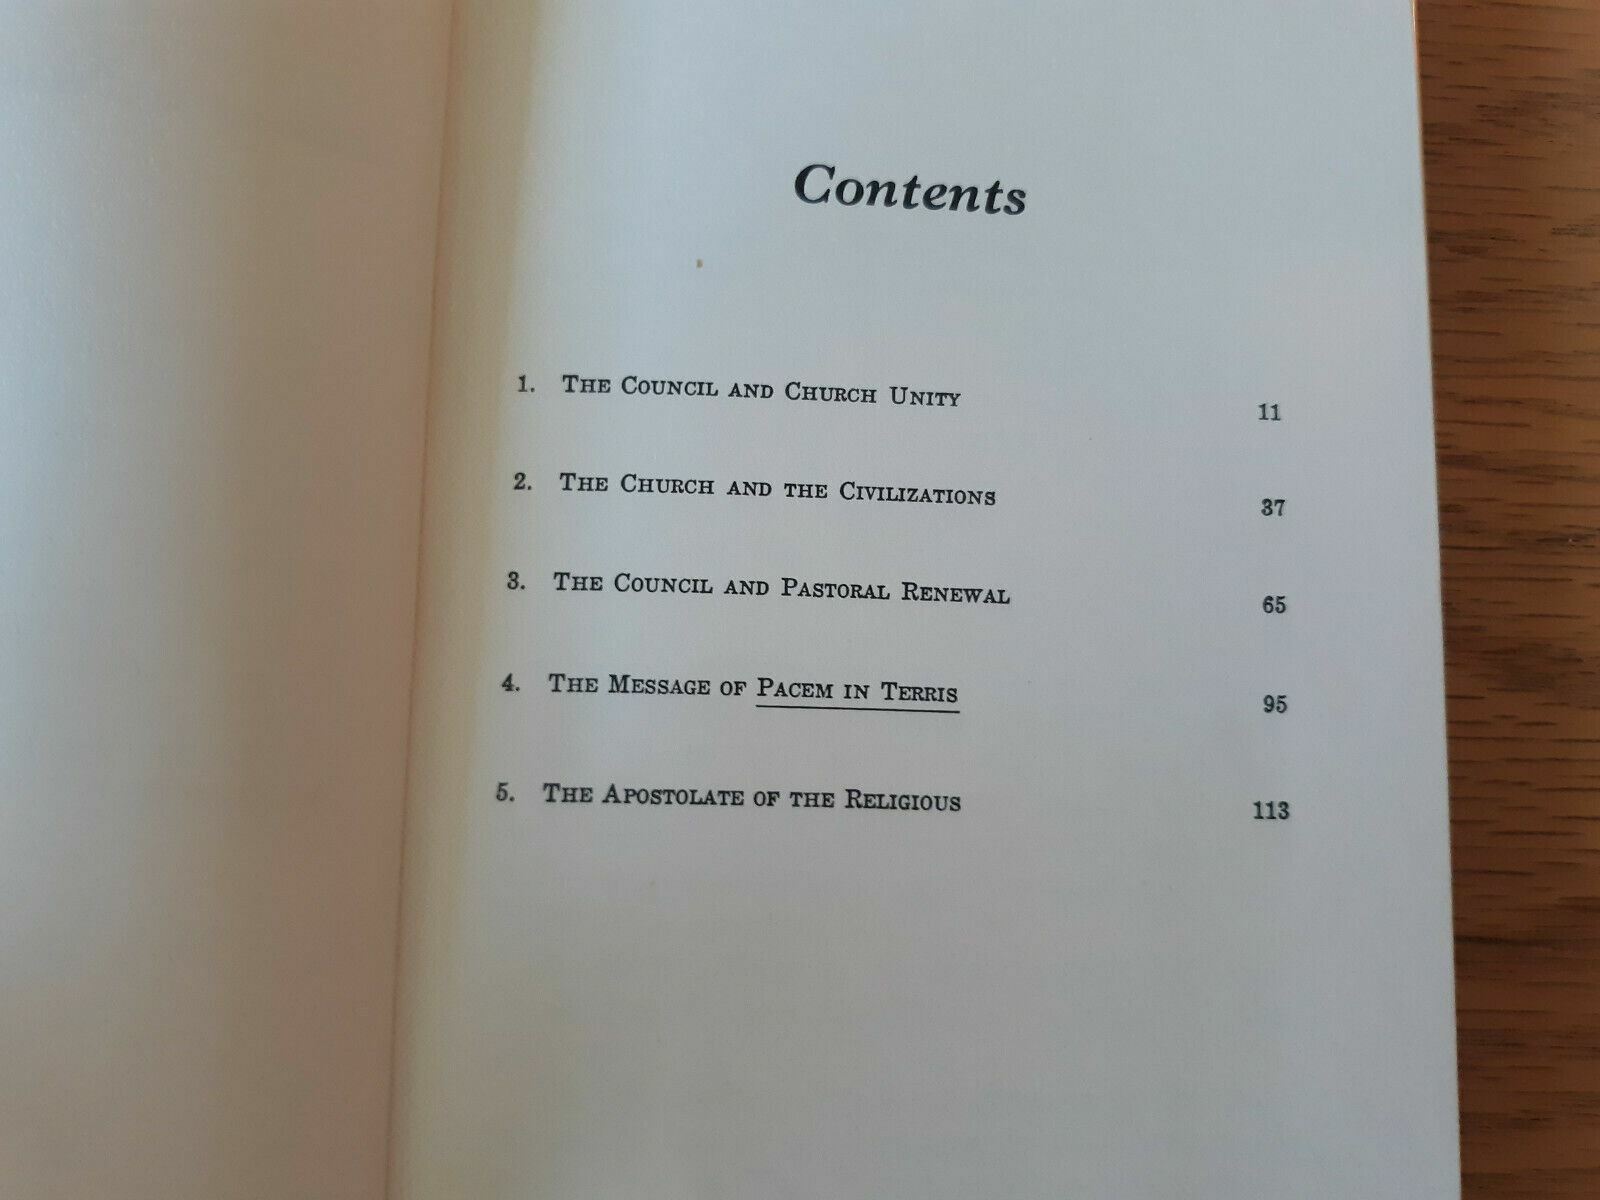 Contents
1. The Council and Church Unity 11
2. The Church and the Civilizations 37
3. The Council and Pastoral Renewal 65
4. The Message of Pacem in Terris 95
5. The Apostolate of the Religious 113